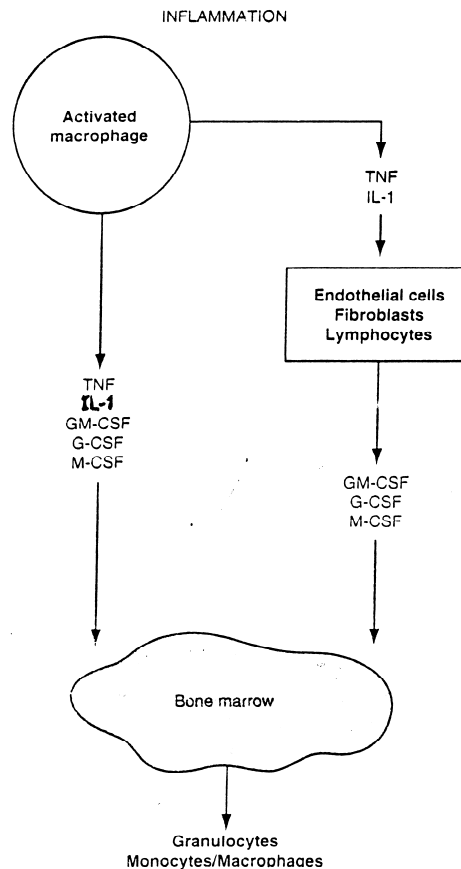 INFLAMMATION
Activated
macrophage
TNF
IL-1
Endothelial cells
Fibroblasts
Lymphocytes
TNF
IL-1
GM-CSF
G-CSF
M-CSF
GM-CSF
G-CSF
M-CSF
Bone marrow
Granulocytes
Monocytes/Macrophages